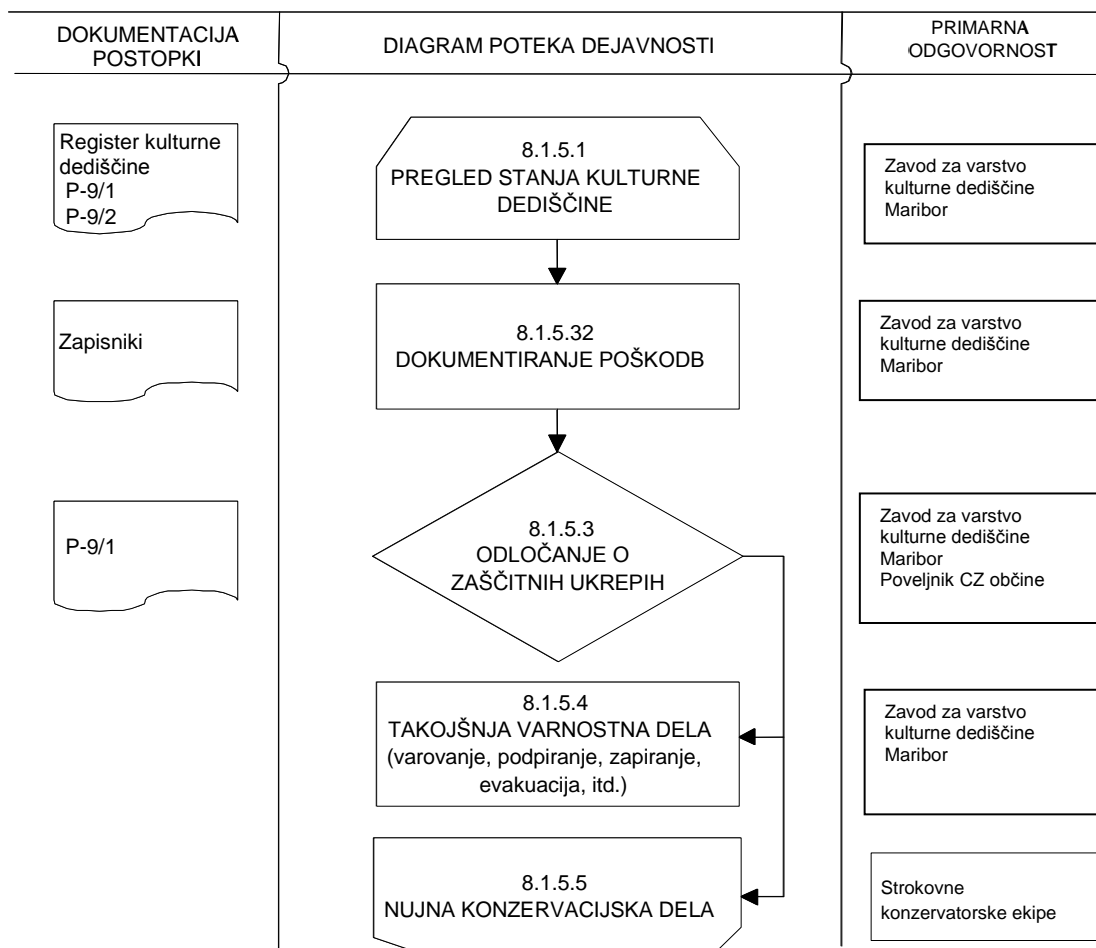 DOKUMENTACIJA
POSTOPKI
DIAGRAM POTEKA DEJAVNOSTI
PRIMARNA
ODGOVORNOST
Register kulturne
dediščine
P-9/1
P-9/2
8.1.5.1
PREGLED STANJA KULTURNE
DEDIŠČINE
Zavod za varstvo
kulturne dediščine
Maribor
Zapisniki
8.1.5.32
DOKUMENTIRANJE POŠKODB
Zavod za varstvo
kulturne dediščine
Maribor
P-9/1
8.1.5.3
ODLOČANJE O
ZAŠČITNIH UKREPIH
Zavod za varstvo
kulturne dediščine
Maribor
Poveljnik CZ občine
8.1.5.4
TAKOJŠNJA VARNOSTNA DELA
(varovanje, podpiranje, zapiranje,
evakuacija, itd.)
Zavod za varstvo
kulturne dediščine
Maribor
8.1.5.5
NUJNA KONZERVACIJSKA DELA
Strokovne
konzervatorske ekipe